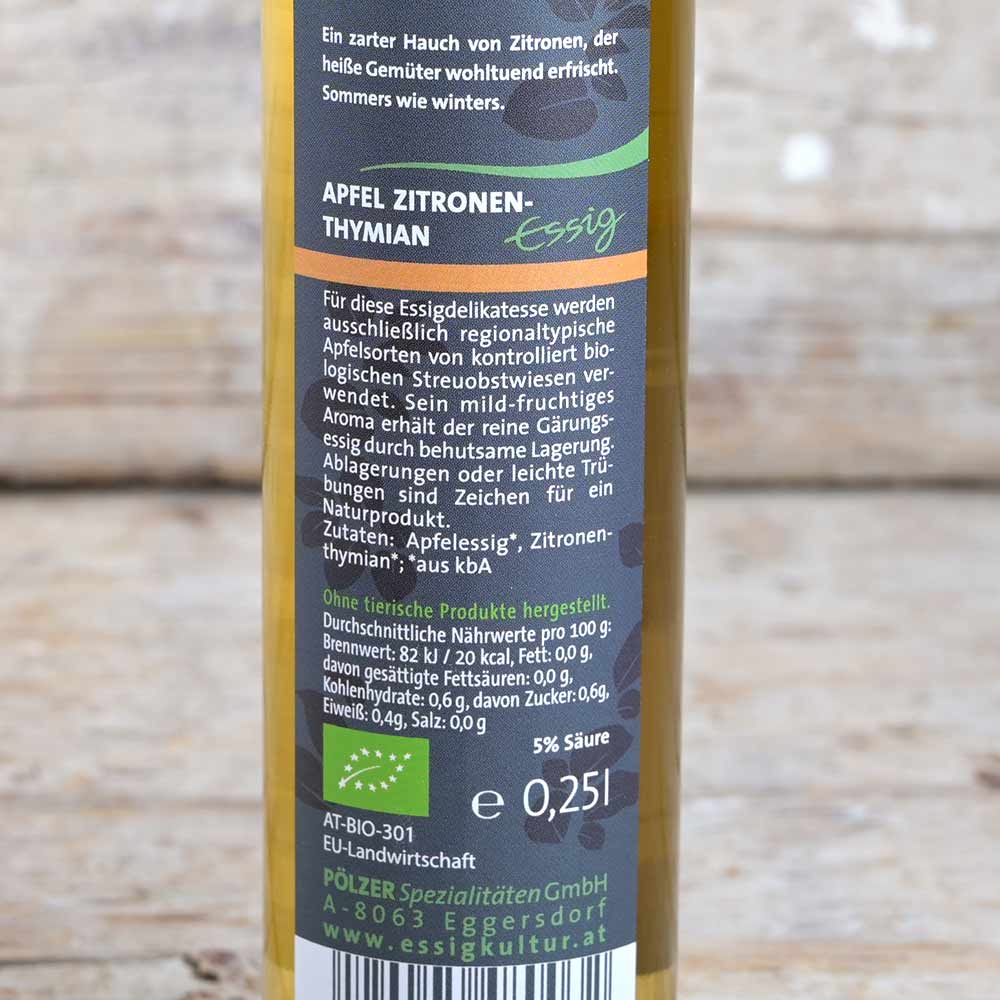 Ein zarter Hauch von Zitronen, der
heiße Gemüter wohltuend erfrischt.
Sommers wie winters.
APFEL ZITRONEN-
THYMIAN Essig
Für diese Essigdelikatesse werden
ausschließlich regionaltypische
Apfelsorten von kontrolliert bio-
logischen Streuobstwiesen ver-
wendet. Sein mild-fruchtiges
Aroma erhält der reine Gärungs-
essig durch behutsame Lagerung.
Ablagerungen oder leichte Trü-
bungen sind Zeichen für ein
Naturprodukt.
Zutaten: Apfelessig*, Zitronen-
thymian*; *aus kbA
Ohne tierische Produkte hergestellt.
Durchschnittliche Nährwerte pro 100 g:
Brennwert: 82 kJ / 20 kcal, Fett: 0,0 g,
davon gesättigte Fettsäuren: 0,0 g,
Kohlenhydrate: 0,6 g, davon Zucker: 0,6g,
Eiweiß: 0,4g, Salz: 0,0 g
5% Säure
e 0,25l
AT-BIO-301
EU-Landwirtschaft
PÖLZER Spezialitäten GmbH
A-8063 Eggersdorf
www.essigkultur.at